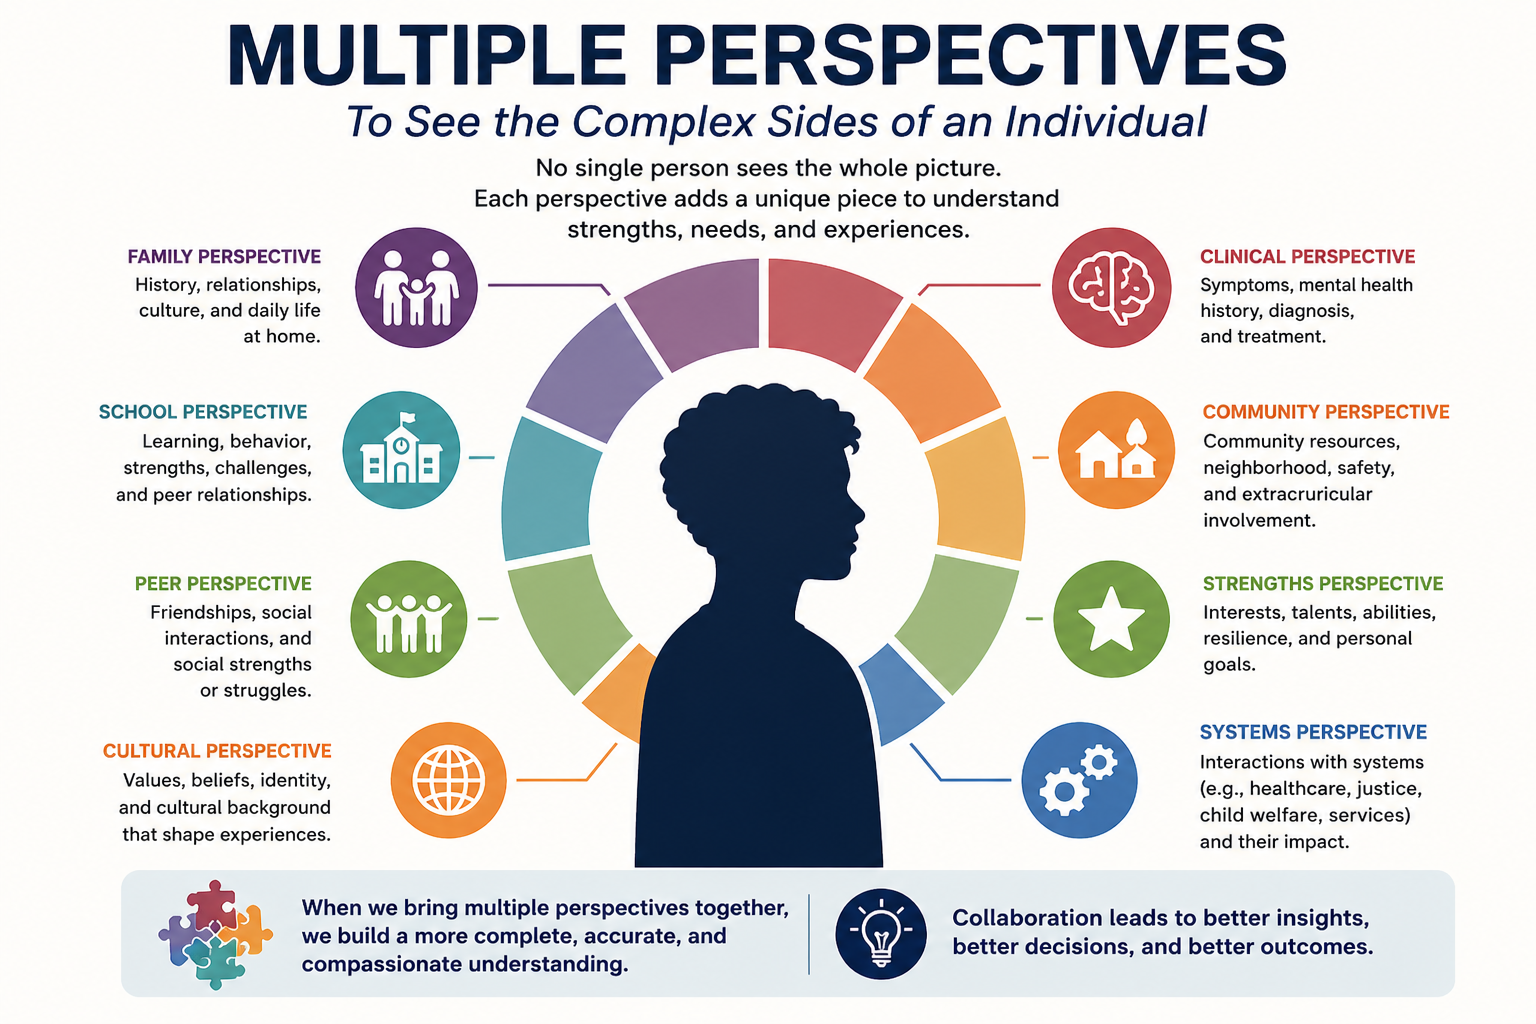 MULTIPLE PERSPECTIVES
To See the Complex Sides of an Individual
No single person sees the whole picture.
Each perspective adds a unique piece to understand
strengths, needs, and experiences.
FAMILY PERSPECTIVE
History, relationships,
culture, and daily life
at home.
SCHOOL PERSPECTIVE
Learning, behavior,
strengths, challenges,
and peer relationships.
PEER PERSPECTIVE
Friendships, social
interactions, and
social strengths
or struggles.
CULTURAL PERSPECTIVE
Values, beliefs, identity,
and cultural background
that shape experiences.
CLINICAL PERSPECTIVE
Symptoms, mental health
history, diagnosis,
and treatment.
COMMUNITY PERSPECTIVE
Community resources,
neighborhood, safety,
and extracruricular
involvement.
STRENGTHS PERSPECTIVE
Interests, talents, abilities,
resilience, and personal
goals.
SYSTEMS PERSPECTIVE
Interactions with systems
(e.g., healthcare, justice,
child welfare, services)
and their impact.
When we bring multiple perspectives together,
we build a more complete, accurate, and
compassionate understanding.
Collaboration leads to better insights,
better decisions, and better outcomes.